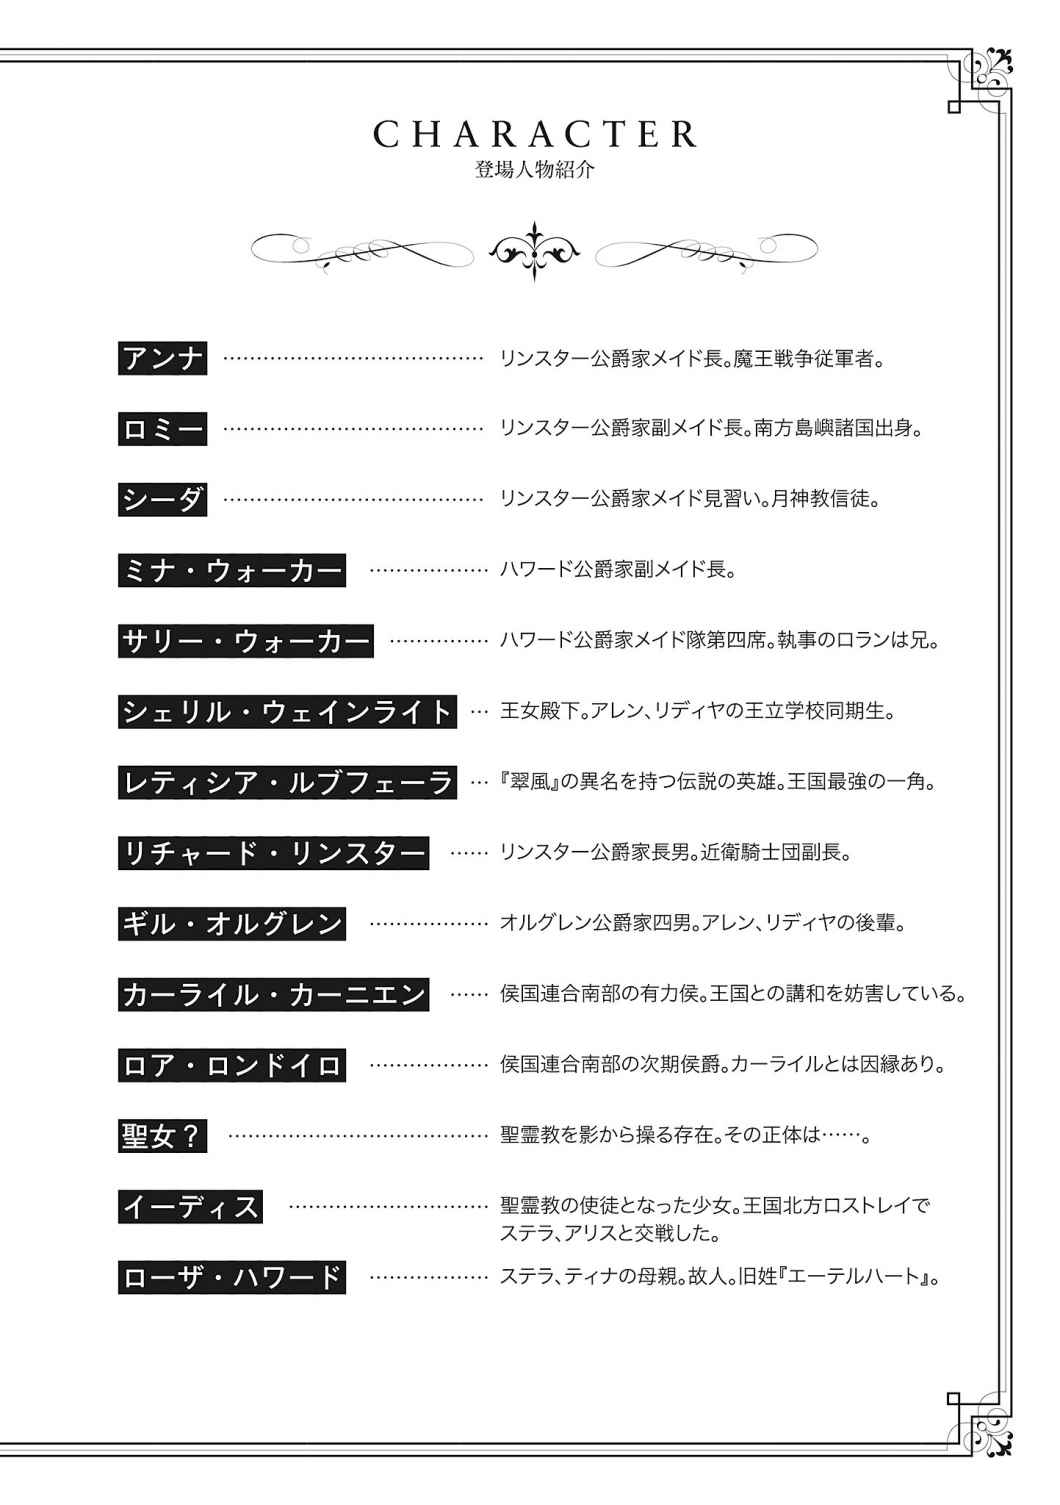 CHARACTER
登場人物紹介
アンナ …………………………………… リンスター公爵家メイド長。魔王戦争従軍者。
ロミー …………………………………… リンスター公爵家副メイド長。南方島嶼諸国出身。
シーダ …………………………………… リンスター公爵家メイド見習い。月神教信徒。
ミナ・ウォーカー ……………… ハワード公爵家副メイド長。
サリー・ウォーカー …………… ハワード公爵家メイド隊第四席。執事のロランは兄。
シェリル・ウェインライト … 王女殿下。アレン、リディヤの王立学校同期生。
レティシア・ルブフェーラ … 『翠風』の異名を持つ伝説の英雄。王国最強の一角。
リチャード・リンスター …… リンスター公爵家長男。近衛騎士団副長。
ギル・オルグレン ……………… オルグレン公爵家四男。アレン、リディヤの後輩。
カーライル・カーニエン …… 侯国連合南部の有力侯。王国との講和を妨害している。
ロア・ロンドイロ ……………… 侯国連合南部の次期侯爵。カーライルとは因縁あり。
聖女？ …………………………………… 聖霊教を影から操る存在。その正体は……。
イーディス ………………………… 聖霊教の使徒となった少女。王国北方ロストレイで
ステラ、アリスと交戦した。
ローザ・ハワード ……………… ステラ、ティナの母親。故人。旧姓『エーテルハート』。